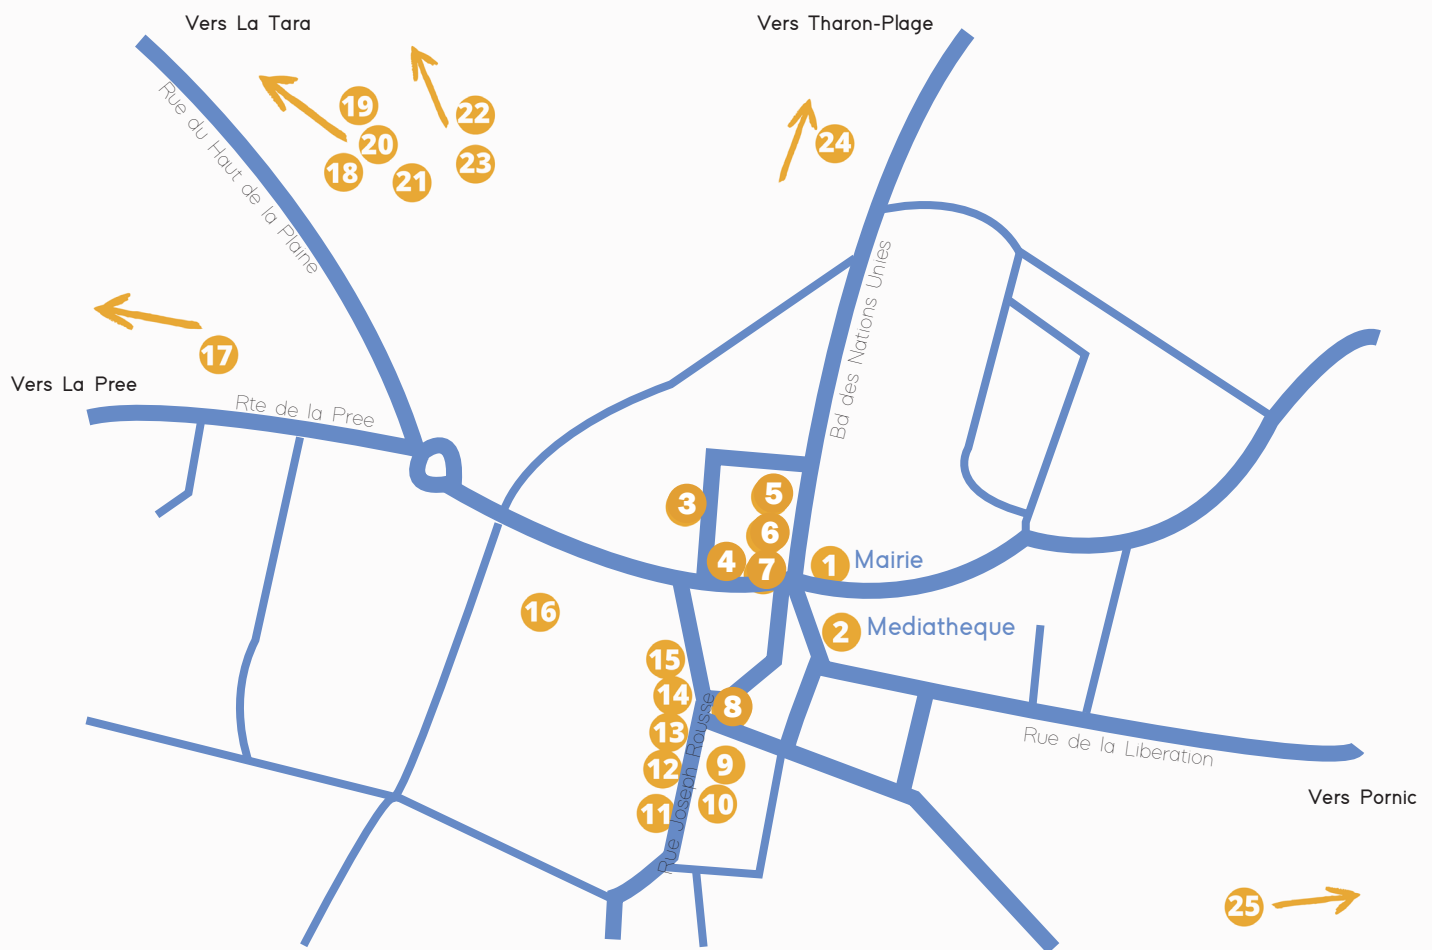 Vers La Tara
Vers Tharon-Plage
Rue du Haut de la Plaine
19
22
20
24
23
18
21
Bd des Nations Unies
17
Vers La Pree
Rte de la Pree
5
3
6
4
7
1
Mairie
16
2
Mediatheque
15
14
8
13
Rue de la Liberation
12
9
Rue Joseph Rousse
10
11
Vers Pornic
25